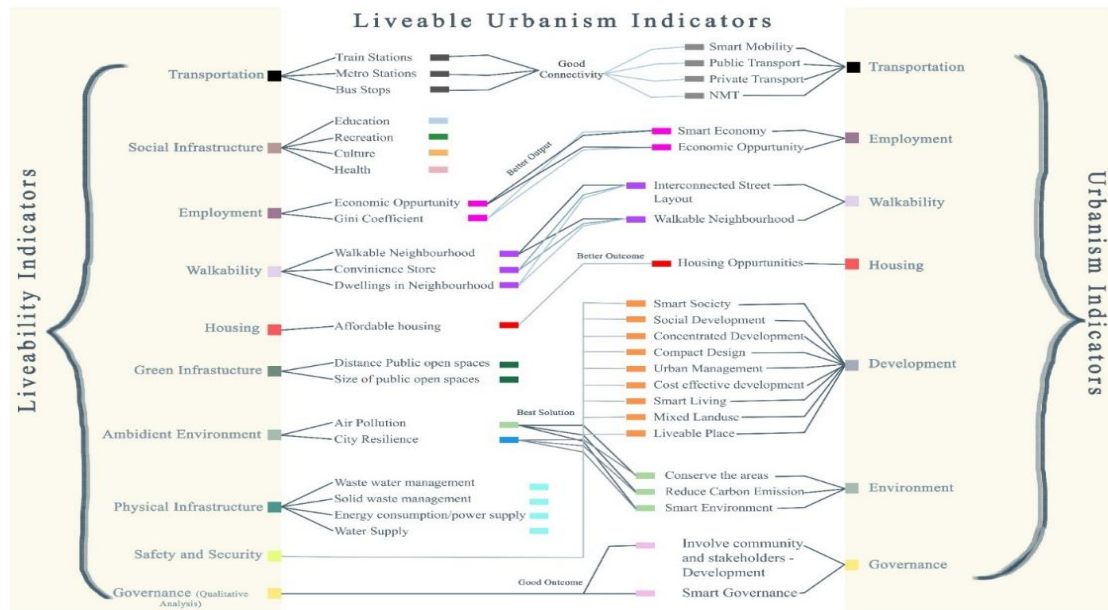 Liveable Urbanism Indicators
Liveability Indicators
Transportation
Train Stations
Metro Stations
Bus Stops
Social Infrastructure
Education
Recreation
Culture
Health
Employment
Economic Oppurtunity
Gini Coefficient
Walkability
Walkable Neighbourhood
Convinience Store
Dwellings in Neighbourhood
Housing
Affordable housing
Green Infrastucture
Distance Public open spaces
Size of public open spaces
Ambidient Environment
Air Pollution
City Resilience
Physical Infrastructure
Waste water management
Solid waste management
Energy consumption/power supply
Water Supply
Safety and Security
Governance (Qualitative
Analysis)
Good
Connectivity
Better Output
Better Outcome
Best Solution
Good Outcome
Smart Mobility
Public Transport
Private Transport
NMT
Transportation
Smart Economy
Economic Oppurtunity
Employment
Interconnected Street
Layout
Walkable Neighbourhood
Walkability
Housing Oppurtunities
Housing
Smart Society
Social Development
Concentrated Development
Compact Design
Urban Management
Cost effective development
Smart Living
Mixed Landuse
Liveable Place
Development
Conserve the areas
Reduce Carbon Emission
Smart Environment
Environment
Involve community
and stakeholders -
Development
Smart Governance
Governance
Urbanism Indicators